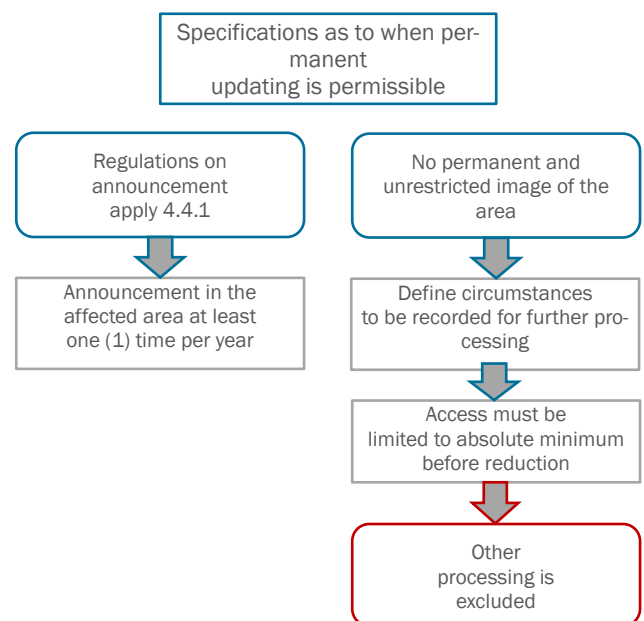 Specifications as to when per-
manent
updating is permissible
Regulations on
announcement
apply 4.4.1
Announcement in the
affected area at least
one (1) time per year
No permanent and
unrestricted image of the
area
Define circumstances
to be recorded for further pro-
cessing
Access must be
limited to absolute minimum
before reduction
Other
processing is
excluded